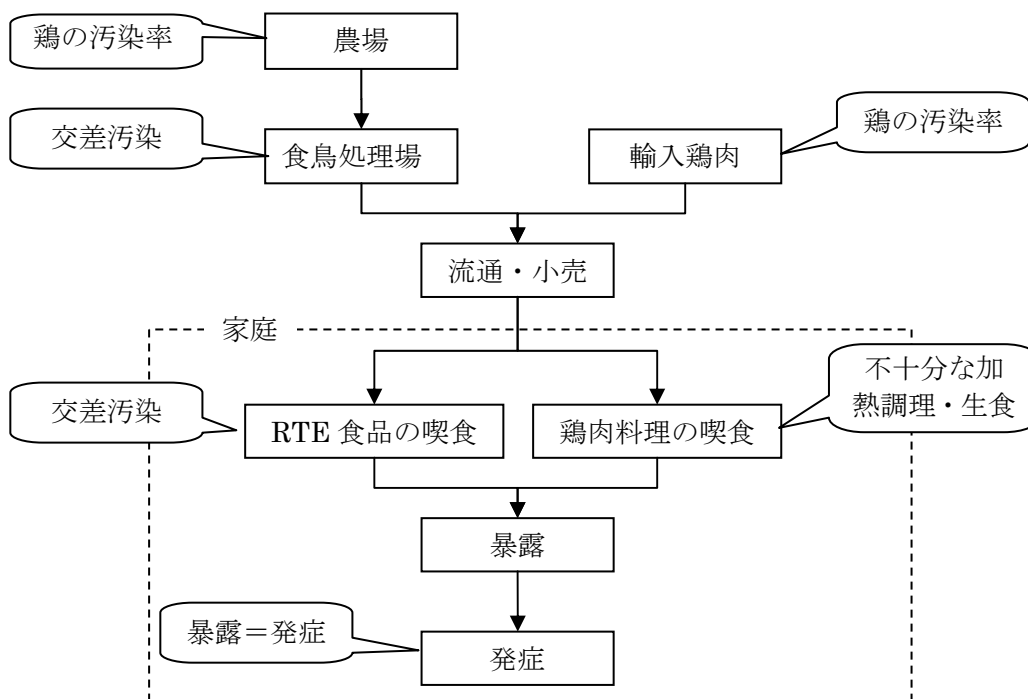 鶏の汚染率
農場
交差汚染
食鳥処理場
輸入鶏肉
鶏の汚染率
流通・小売
家庭
不十分な加
熱調理・生食
交差汚染
RTE 食品の喫食
鶏肉料理の喫食
暴露
暴露＝発症
発症